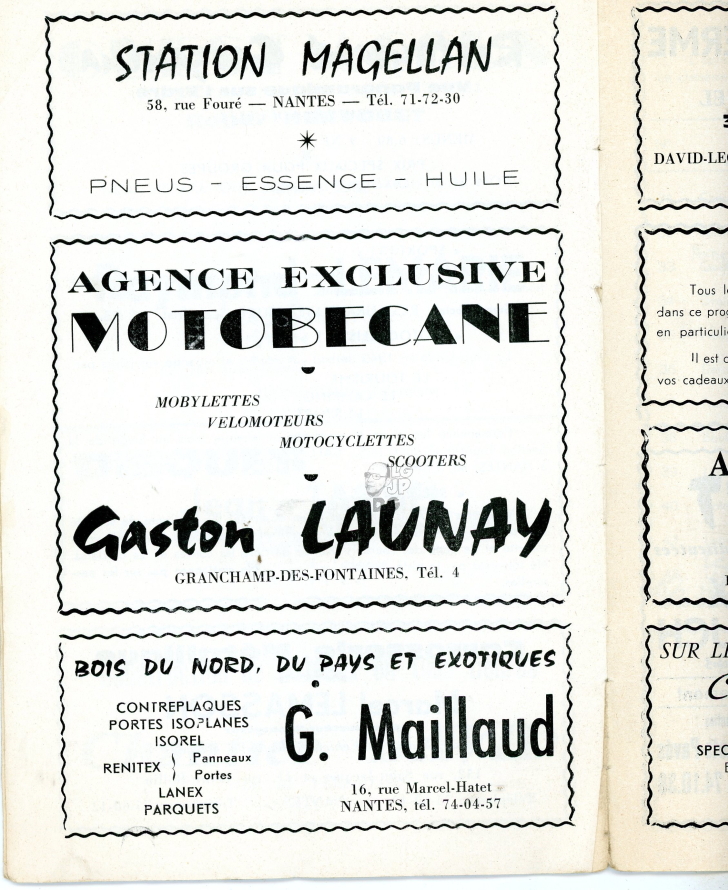 STATION MAGELLAN
58, rue Fouré — NANTES — Tél. 71-72-30
PNEUS - ESSENCE - HUILE
AGENCE EXCLUSIVE
MOTOBECANE
MOBYLETTES
VELOMOTEURS
MOTOCYCLETTES
SCOOTERS
Gaston LAUNAY
GRANCHAMP-DES-FONTAINES, Tél. 4
BOIS DU NORD, DU PAYS ET EXOTIQUES
CONTREPLAQUES
PORTES ISOPLANES
ISOREL
RENITEX } Panneaux
Portes
LANEX
PARQUETS
G. Maillaud
16, rue Marcel-Hatet
NANTES, tél. 74-04-57
DAVID-LE
Tous
dans ce
en
Il est
vos cadeaux
SUR